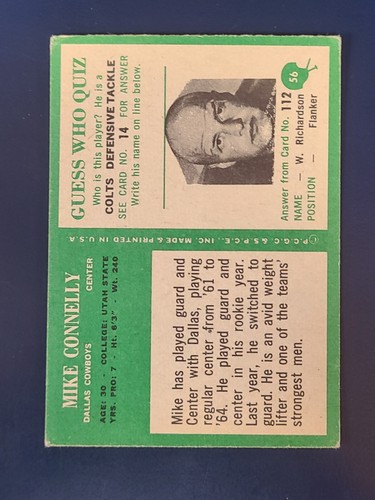 MIKE CONNELLY
DALLAS COWBOYS CENTER
AGE: 30 - COLLEGE: UTAH STATE
YRS. PRO: 7 - Ht. 6'3" - Wt. 240
Mike has played guard and
Center with Dallas, playing
regular center from '61 to
'64. He played guard and
center in his rookie year.
Last year, he switched to
guard. He is an avid weight
lifter and one of the teams'
strongest men.
GUESS WHO QUIZ
Who is this player? He is a
COLTS DEFENSIVE TACKLE
SEE CARD NO. 14 FOR ANSWER
Write his name on line below.
56
Answer from Card No. 112
NAME — W. Richardson
POSITION — Flanker
© P.C.G.C. & S.P.C.E., INC. MADE & PRINTED IN U.S.A